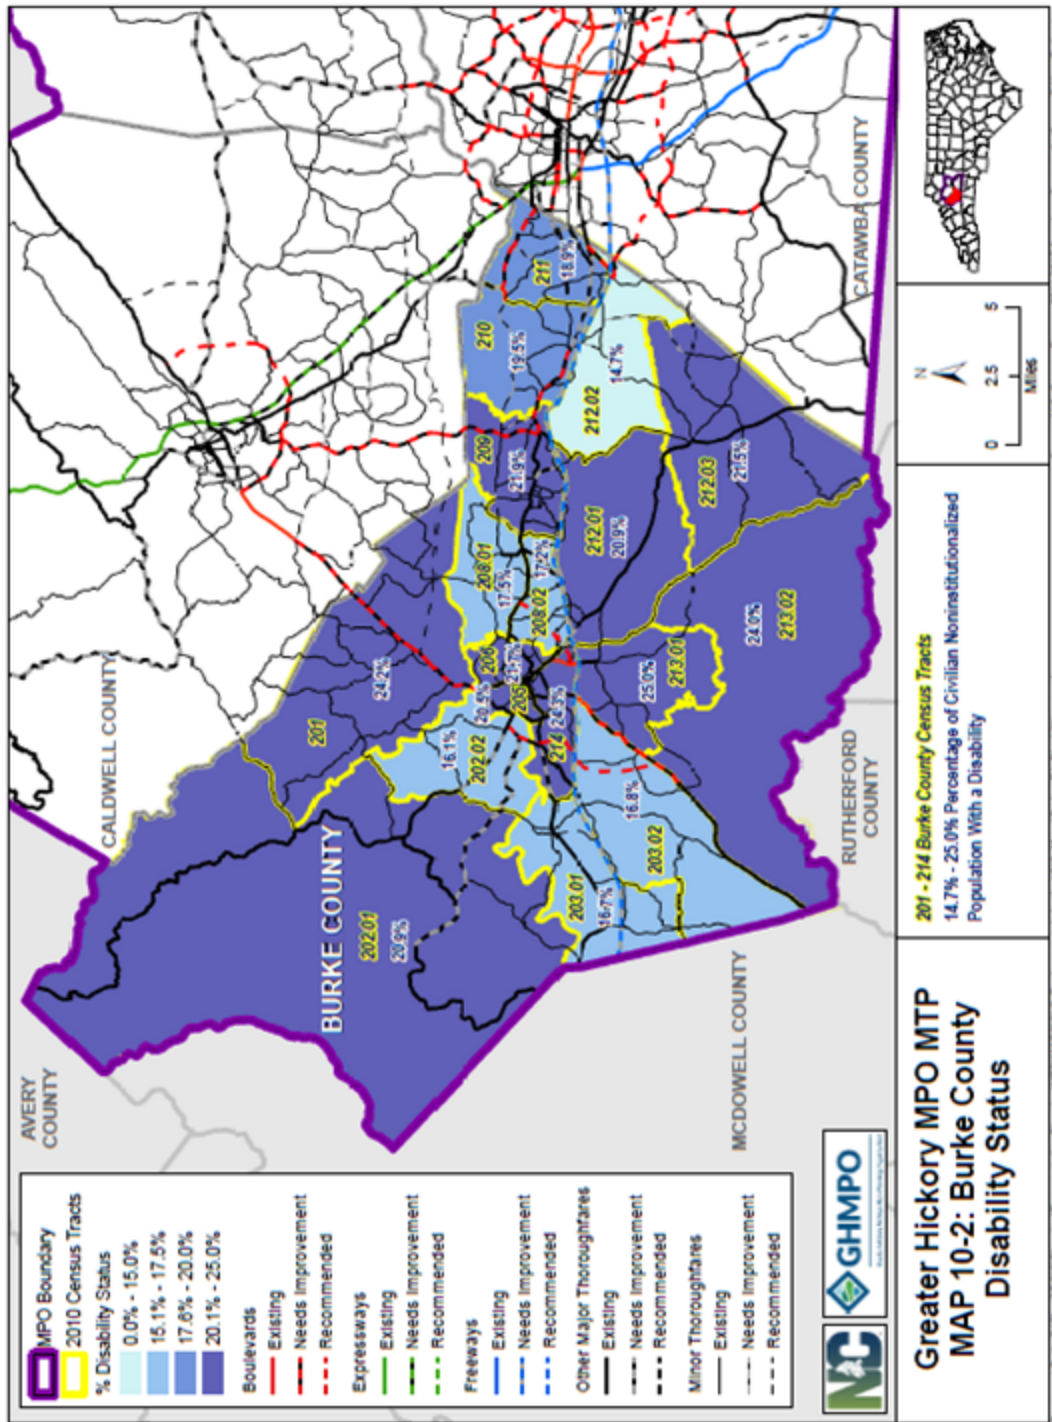 MPO Boundary
2010 Census Tracts
% Disability Status
0.0% - 15.0%
15.1% - 17.5%
17.6% - 20.0%
20.1% - 25.0%
Boulevards
Existing
Needs Improvement
Recommended
Expressways
Existing
Needs Improvement
Recommended
Freeways
Existing
Needs Improvement
Recommended
Other Major Thoroughfares
Existing
Needs Improvement
Recommended
Minor Thoroughfares
Existing
Needs Improvement
Recommended
AVERY
COUNTY
CALDWELL COUNTY
BURKE COUNTY
MCDOWELL COUNTY
RUTHERFORD
COUNTY
CATAWBA COUNTY
202.01
20.9%
201
24.2%
16.1%
202.02
20.5%
206
21.7%
205
214
24.3%
203.01
16.7%
203.02
16.8%
208.01
17.5%
208.02
17.2%
209
21.9%
210
19.5%
211
18.9%
212.02
14.7%
212.01
20.9%
212.03
21.5%
213.01
25.0%
24.0%
213.02
NC
GHMPO
Greater Hickory MPO MTP
MAP 10-2: Burke County
Disability Status
201 - 214 Burke County Census Tracts
14.7% - 25.0% Percentage of Civilian Noninstitutionalized
Population With a Disability
N
0 2.5 5
Miles